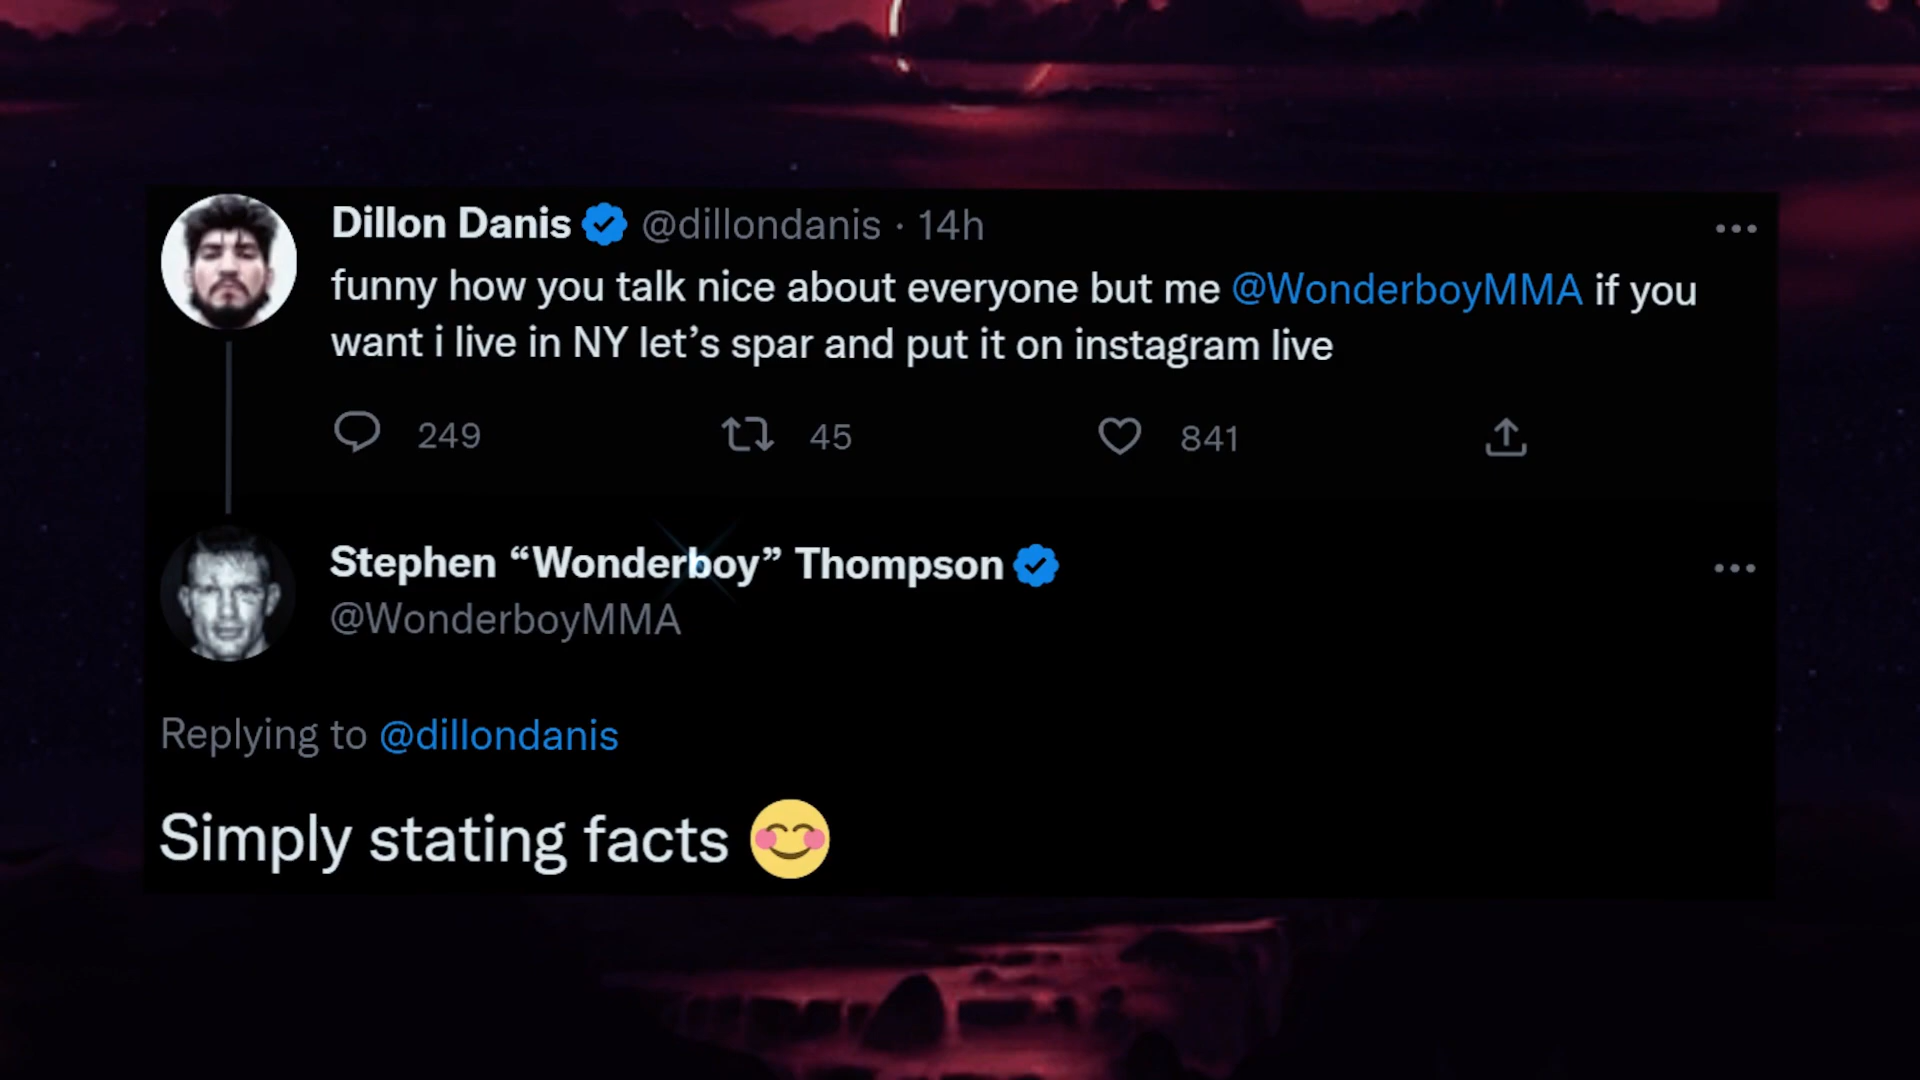 Dillon Danis @dillondanis · 14h
funny how you talk nice about everyone but me @WonderboyMMA if you
want i live in NY let’s spar and put it on instagram live
249 45 841
Stephen “Wonderboy” Thompson
@WonderboyMMA
Replying to @dillondanis
Simply stating facts 😊